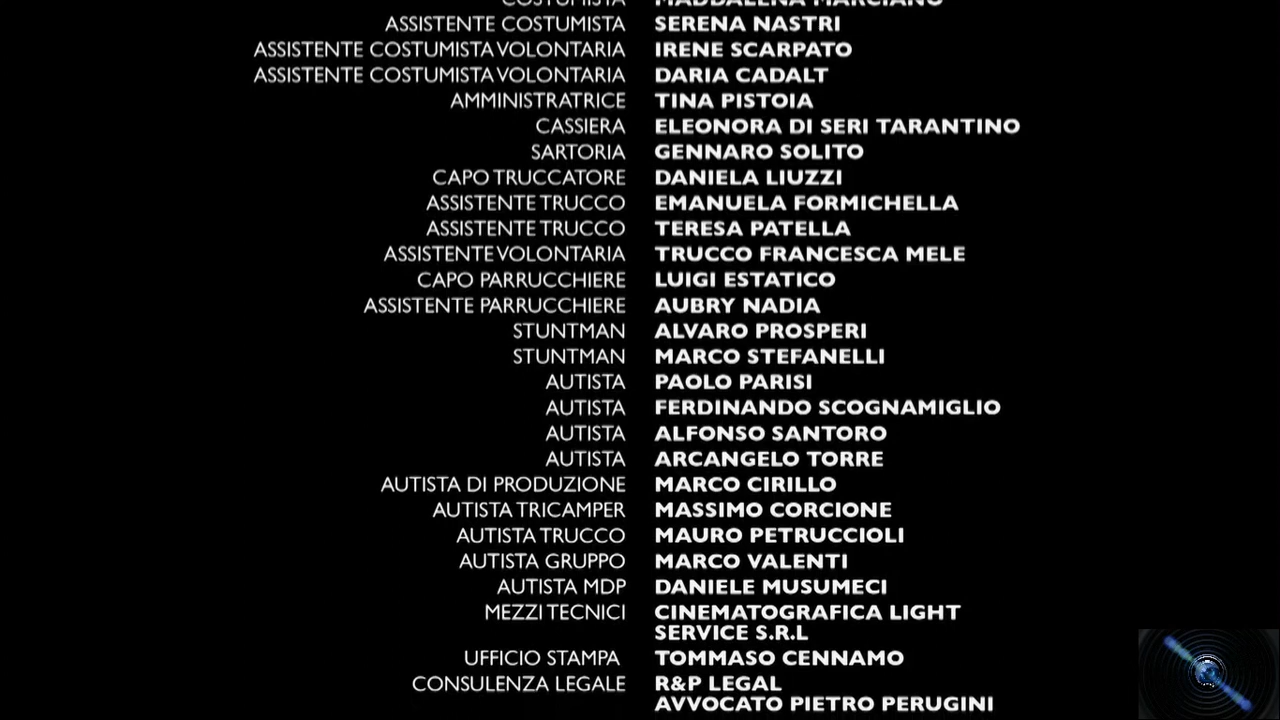 COSTUMISTA MADDALENA MARCIANO
ASSISTENTE COSTUMISTA SERENA NASTRI
ASSISTENTE COSTUMISTA VOLONTARIA IRENE SCARPATO
ASSISTENTE COSTUMISTA VOLONTARIA DARIA CADALT
AMMINISTRATRICE TINA PISTOIA
CASSIERA ELEONORA DI SERI TARANTINO
SARTORIA GENNARO SOLITO
CAPO TRUCCATORE DANIELA LIUZZI
ASSISTENTE TRUCCO EMANUELA FORMICHELLA
ASSISTENTE TRUCCO TERESA PATELLA
ASSISTENTE VOLONTARIA TRUCCO FRANCESCA MELE
CAPO PARRUCCHIERE LUIGI ESTATICO
ASSISTENTE PARRUCCHIERE AUBRY NADIA
STUNTMAN ALVARO PROSPERI
STUNTMAN MARCO STEFANELLI
AUTISTA PAOLO PARISI
AUTISTA FERDINANDO SCOGNAMIGLIO
AUTISTA ALFONSO SANTORO
AUTISTA ARCANGELO TORRE
AUTISTA DI PRODUZIONE MARCO CIRILLO
AUTISTA TRICAMPER MASSIMO CORCIONE
AUTISTA TRUCCO MAURO PETRUCCIOLI
AUTISTA GRUPPO MARCO VALENTI
AUTISTA MDP DANIELE MUSUMECI
MEZZI TECNICI CINEMATOGRAFICA LIGHT
SERVICE S.R.L
UFFICIO STAMPA TOMMASO CENNAMO
CONSULENZA LEGALE R&P LEGAL
AVVOCATO PIETRO PERUGINI